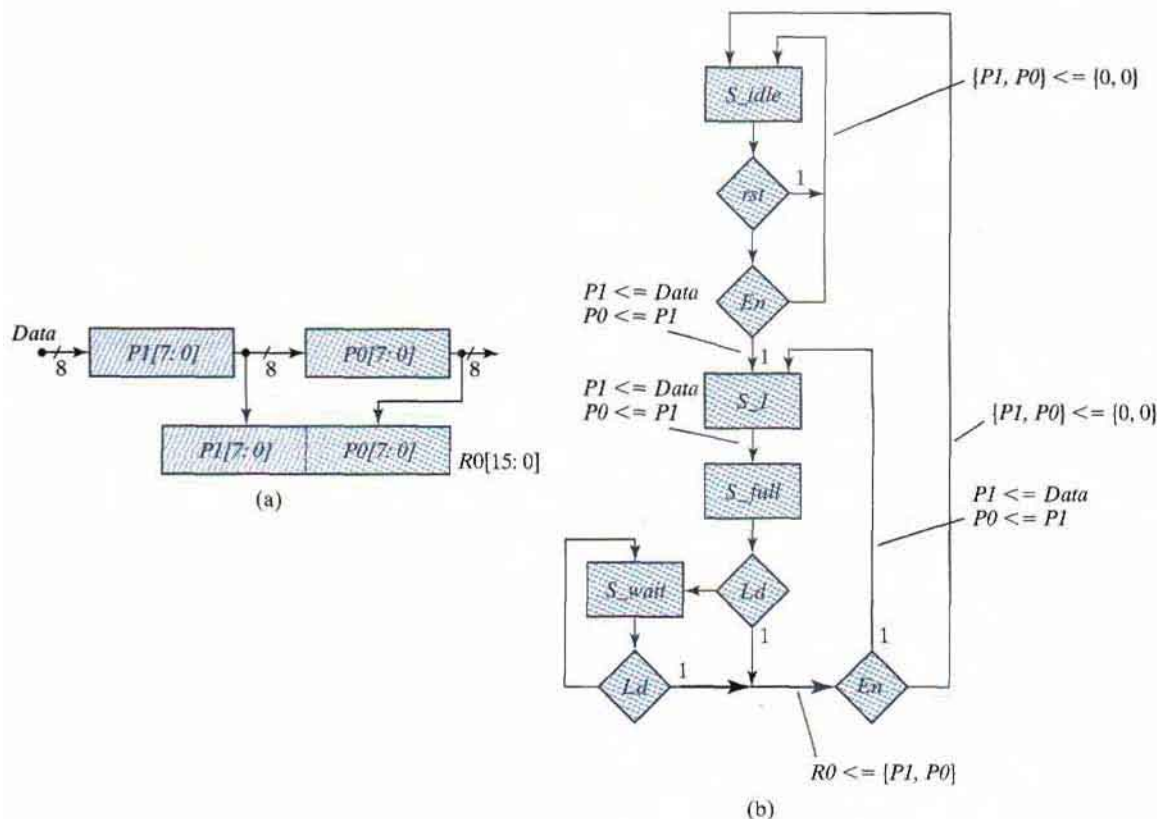 Data
8
P1[7: 0]
8
P0[7: 0]
8
P1[7: 0]
P0[7: 0]
R0[15: 0]
(a)
S_idle
{P1, P0} <= {0, 0}
rst
1
En
P1 <= Data
P0 <= P1
1
P1 <= Data
P0 <= P1
S_1
{P1, P0} <= {0, 0}
S_full
P1 <= Data
P0 <= P1
S_wait
Ld
1
1
Ld
1
En
R0 <= {P1, P0}
(b)